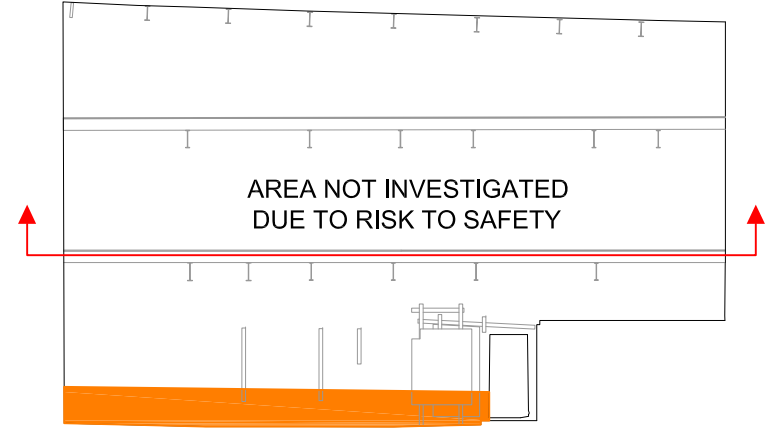 AREA NOT INVESTIGATED
DUE TO RISK TO SAFETY